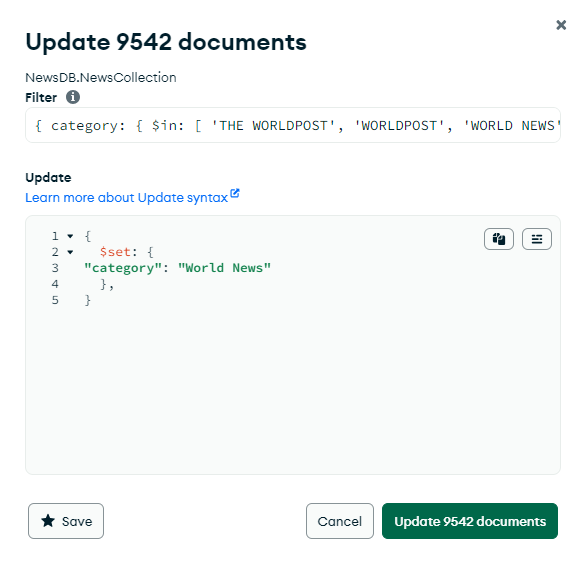 Update 9542 documents
NewsDB.NewsCollection
Filter
{ category: { $in: [ 'THE WORLDPOST', 'WORLDPOST', 'WORLD NEWS'
Update
Learn more about Update syntax
1 {
2 $set: {
3 "category": "World News"
4 },
5 }
Save
Cancel
Update 9542 documents